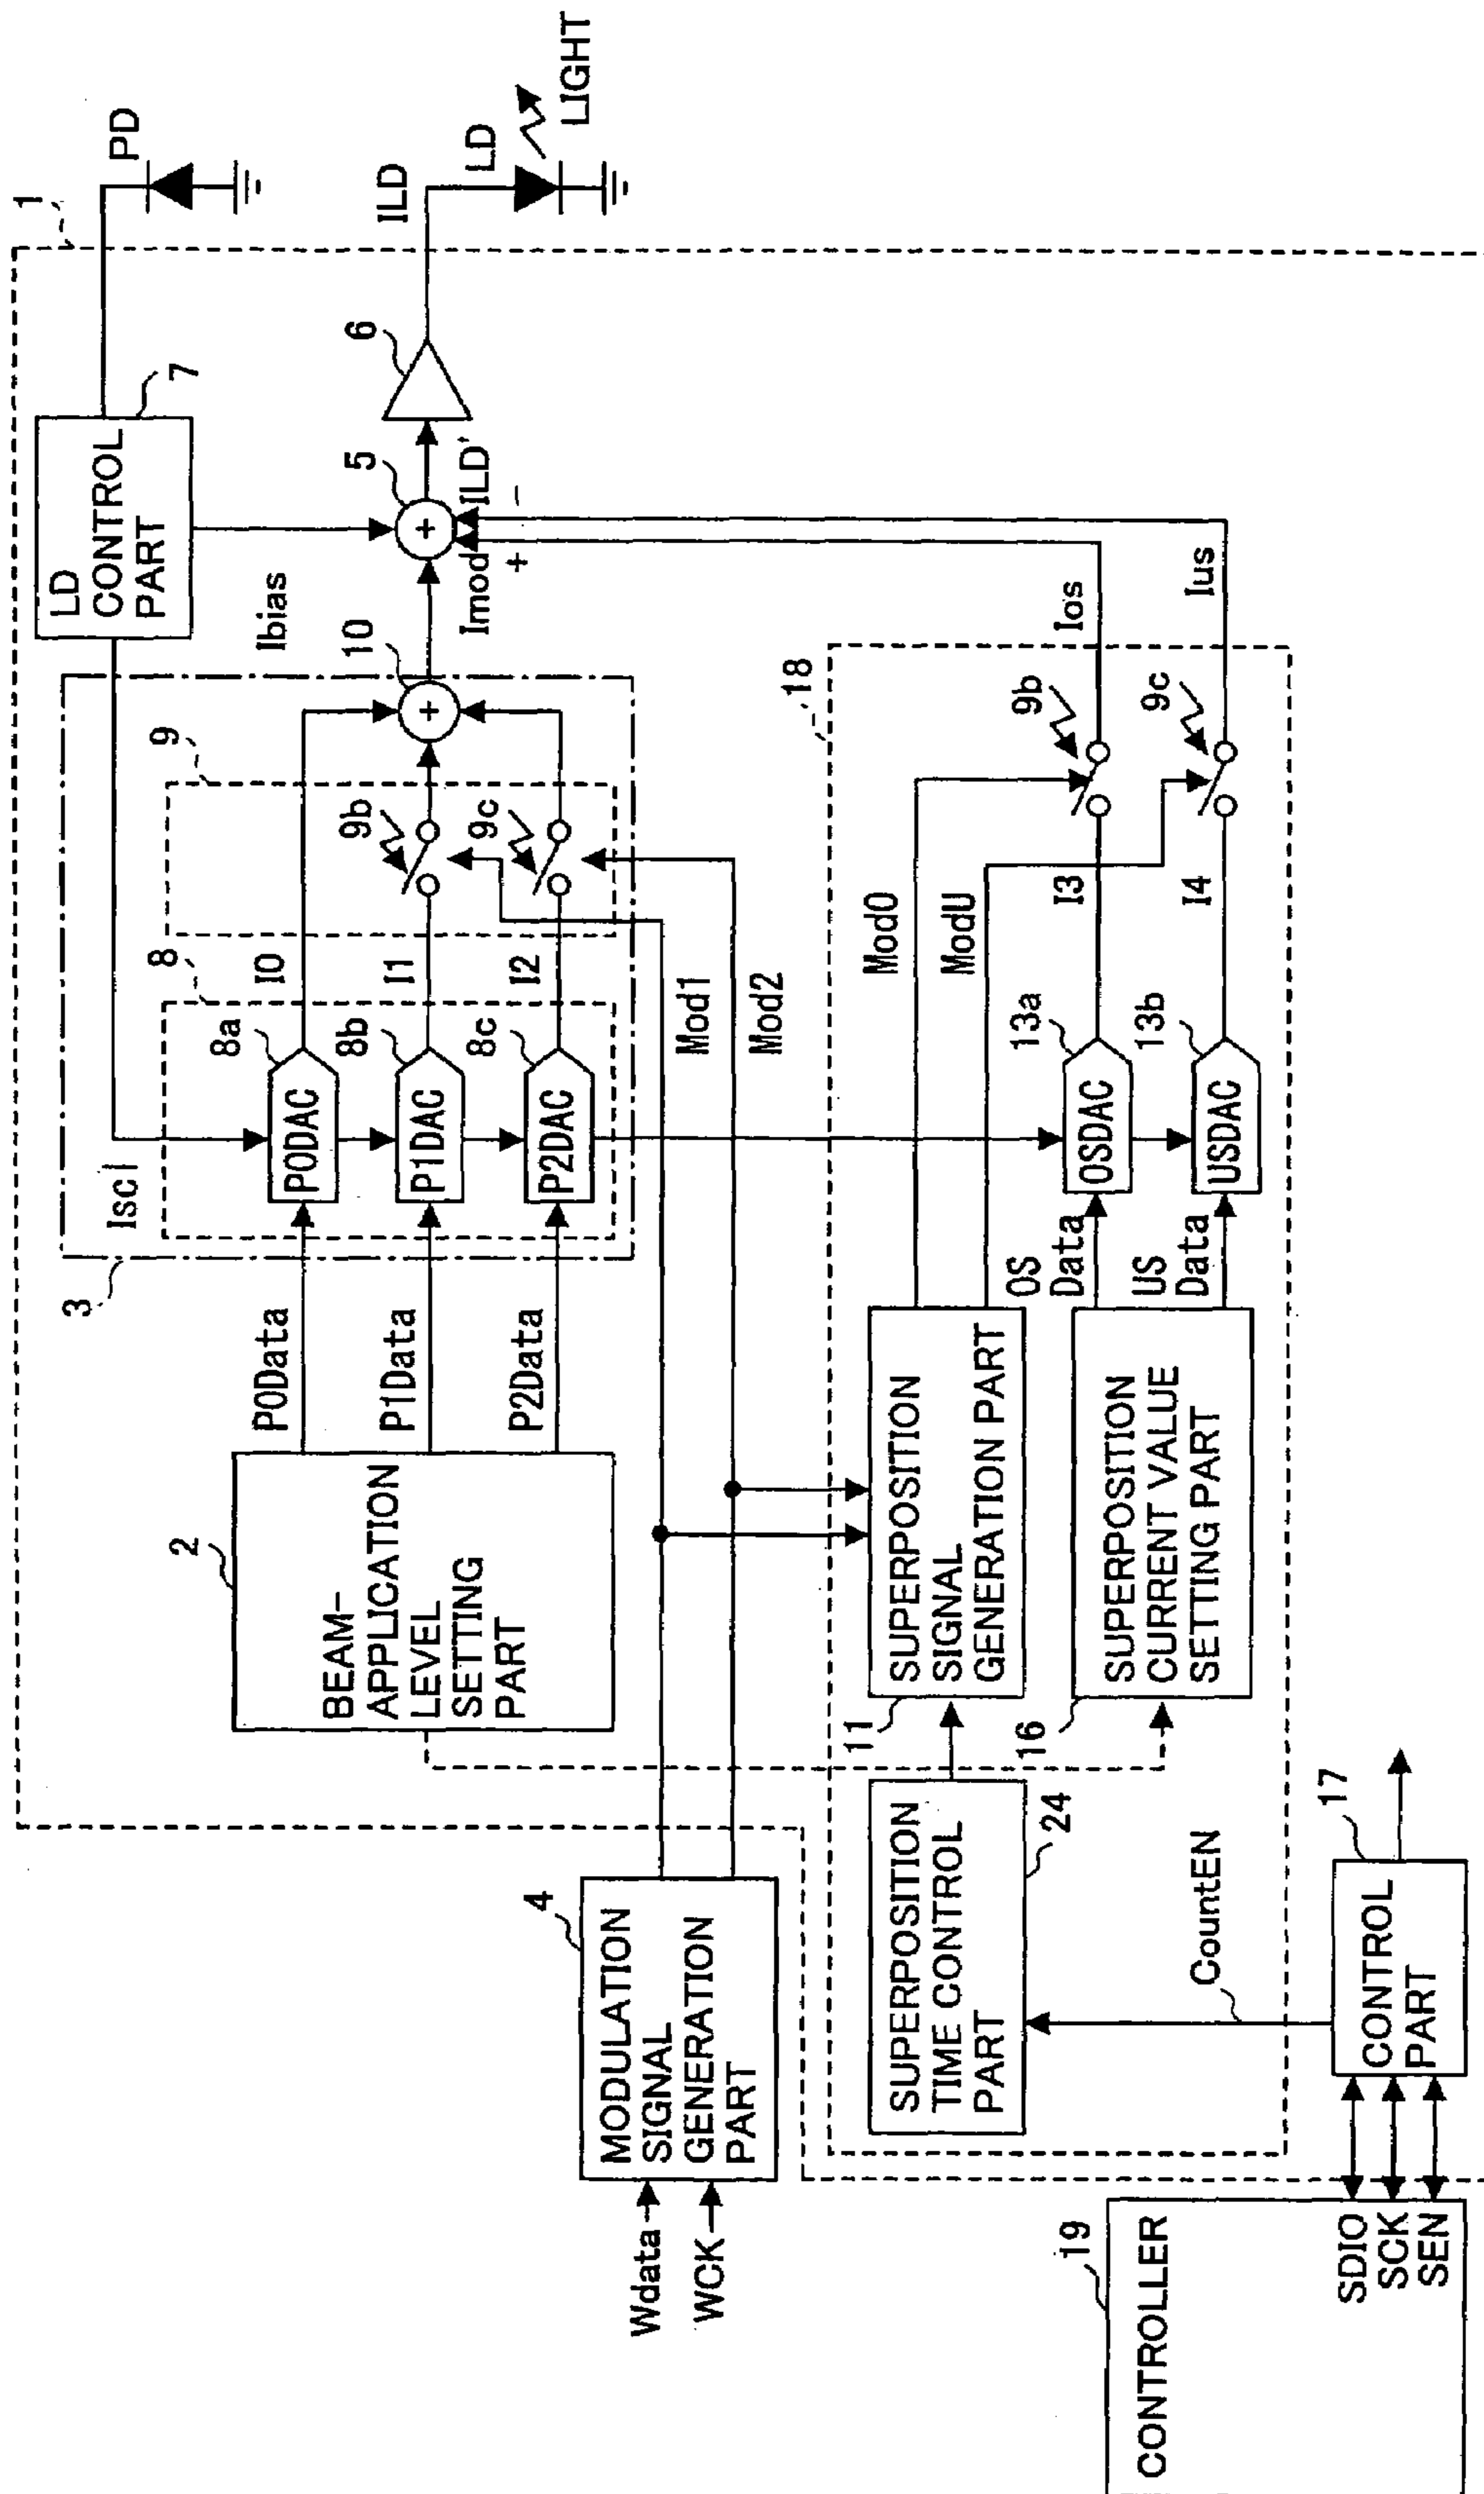 1
LD
CONTROL
PART
7
PD
Ibias
Iscl
3
8
9
10
5
6
ILD
LD
LIGHT
2
BEAM-
APPLICATION
LEVEL
SETTING
PART
P0Data
P1Data
P2Data
P0DAC
P1DAC
P2DAC
8a
8b
8c
I0
I1
I2
9b
9c
+
+
Imod
ILD'
+
-
4
MODULATION
SIGNAL
GENERATION
PART
Wdata
WCK
Mod1
Mod2
18
SUPERPOSITION
TIME CONTROL
PART
24
11
SUPERPOSITION
SIGNAL
GENERATION PART
ModO
ModU
16
SUPERPOSITION
CURRENT VALUE
SETTING PART
OS
Data
US
Data
OSDAC
USDAC
13a
13b
I3
I4
9b
9c
Ios
Ius
CountEN
17
CONTROL
PART
19
CONTROLLER
SDIO
SCK
SEN